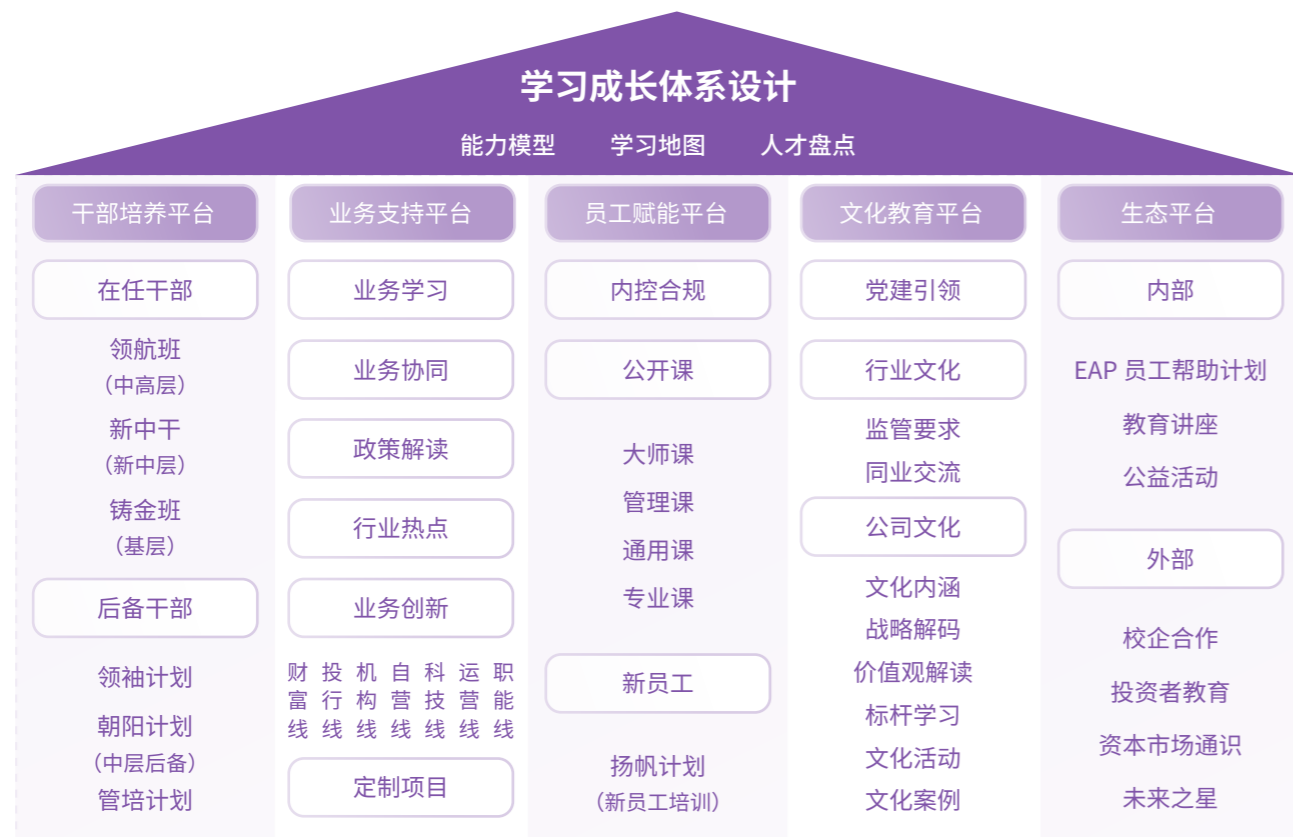 学习成长体系设计
能力模型 学习地图 人才盘点
干部培养平台
在任干部
领航班
（中高层）
新中干
（新中层）
铸金班
（基层）
后备干部
领袖计划
朝阳计划
（中层后备）
管培计划
业务支持平台
业务学习
业务协同
政策解读
行业热点
业务创新
财富线 投行线 机构线 自营线 科技线 运营线 职能线
定制项目
员工赋能平台
内控合规
公开课
大师课
管理课
通用课
专业课
新员工
扬帆计划
（新员工培训）
文化教育平台
党建引领
行业文化
监管要求
同业交流
公司文化
文化内涵
战略解码
价值观解读
标杆学习
文化活动
文化案例
生态平台
内部
EAP 员工帮助计划
教育讲座
公益活动
外部
校企合作
投资者教育
资本市场通识
未来之星